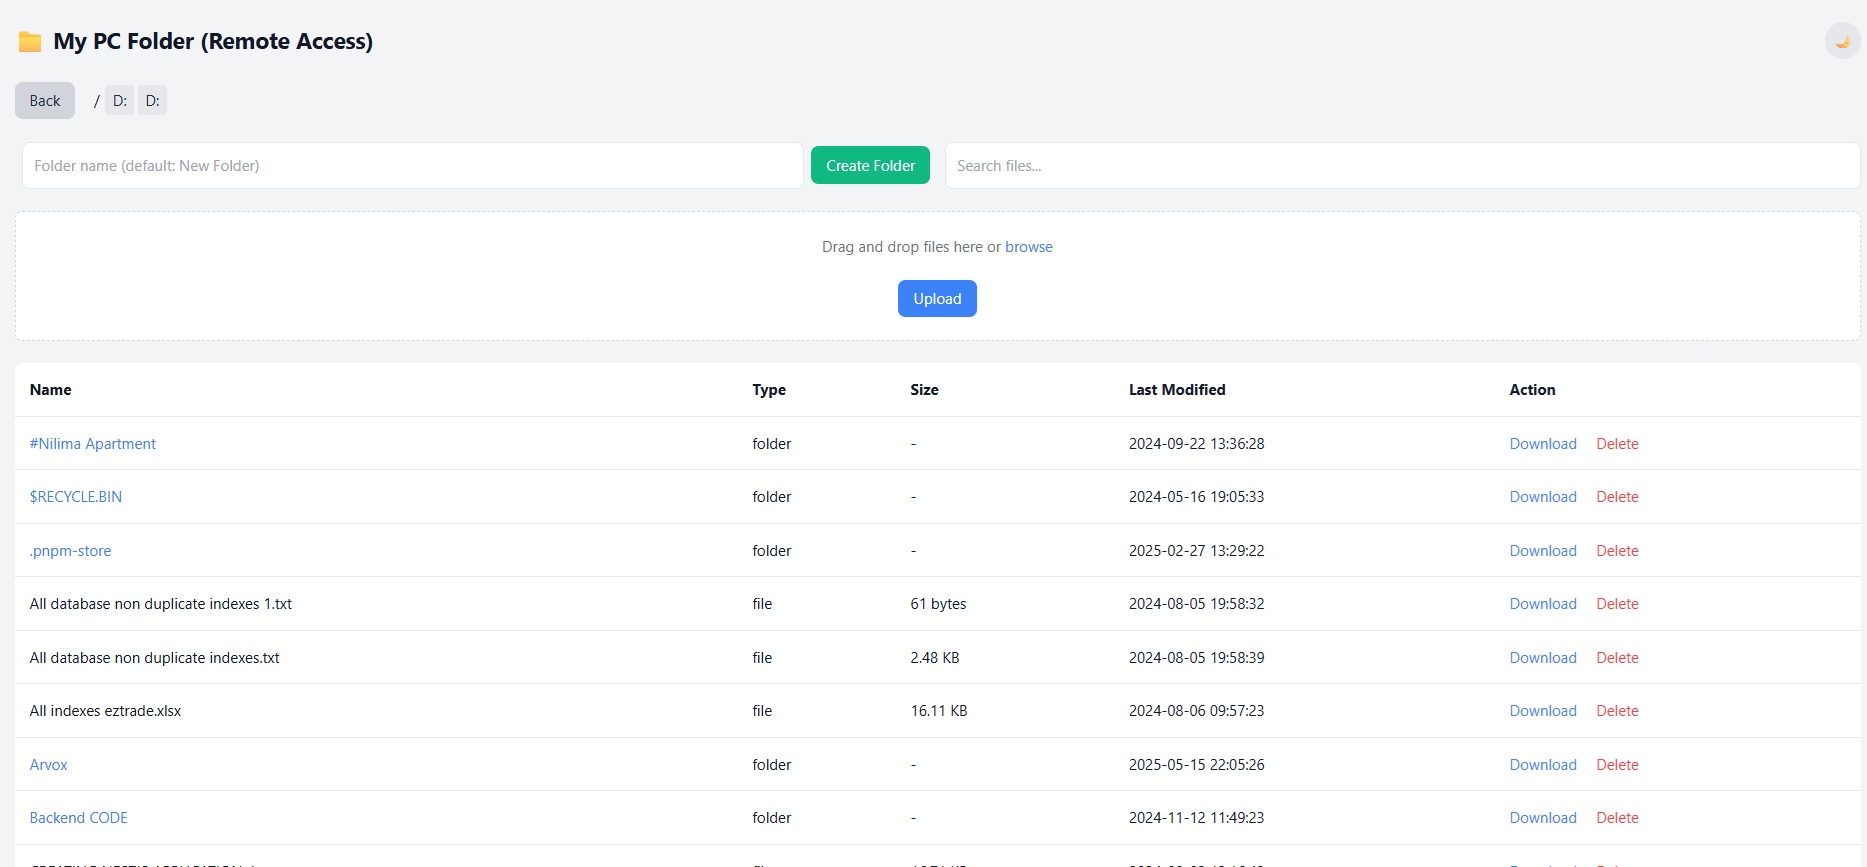 My PC Folder (Remote Access)
Back / D: D:
Folder name (default: New Folder) Create Folder Search files...
Drag and drop files here or browse
Upload
Name Type Size Last Modified Action
#Nilima Apartment folder - 2024-09-22 13:36:28 Download Delete
$RECYCLE.BIN folder - 2024-05-16 19:05:33 Download Delete
.pnpm-store folder - 2025-02-27 13:29:22 Download Delete
All database non duplicate indexes 1.txt file 61 bytes 2024-08-05 19:58:32 Download Delete
All database non duplicate indexes.txt file 2.48 KB 2024-08-05 19:58:39 Download Delete
All indexes eztrade.xlsx file 16.11 KB 2024-08-06 09:57:23 Download Delete
Arvox folder - 2025-05-15 22:05:26 Download Delete
Backend CODE folder - 2024-11-12 11:49:23 Download Delete